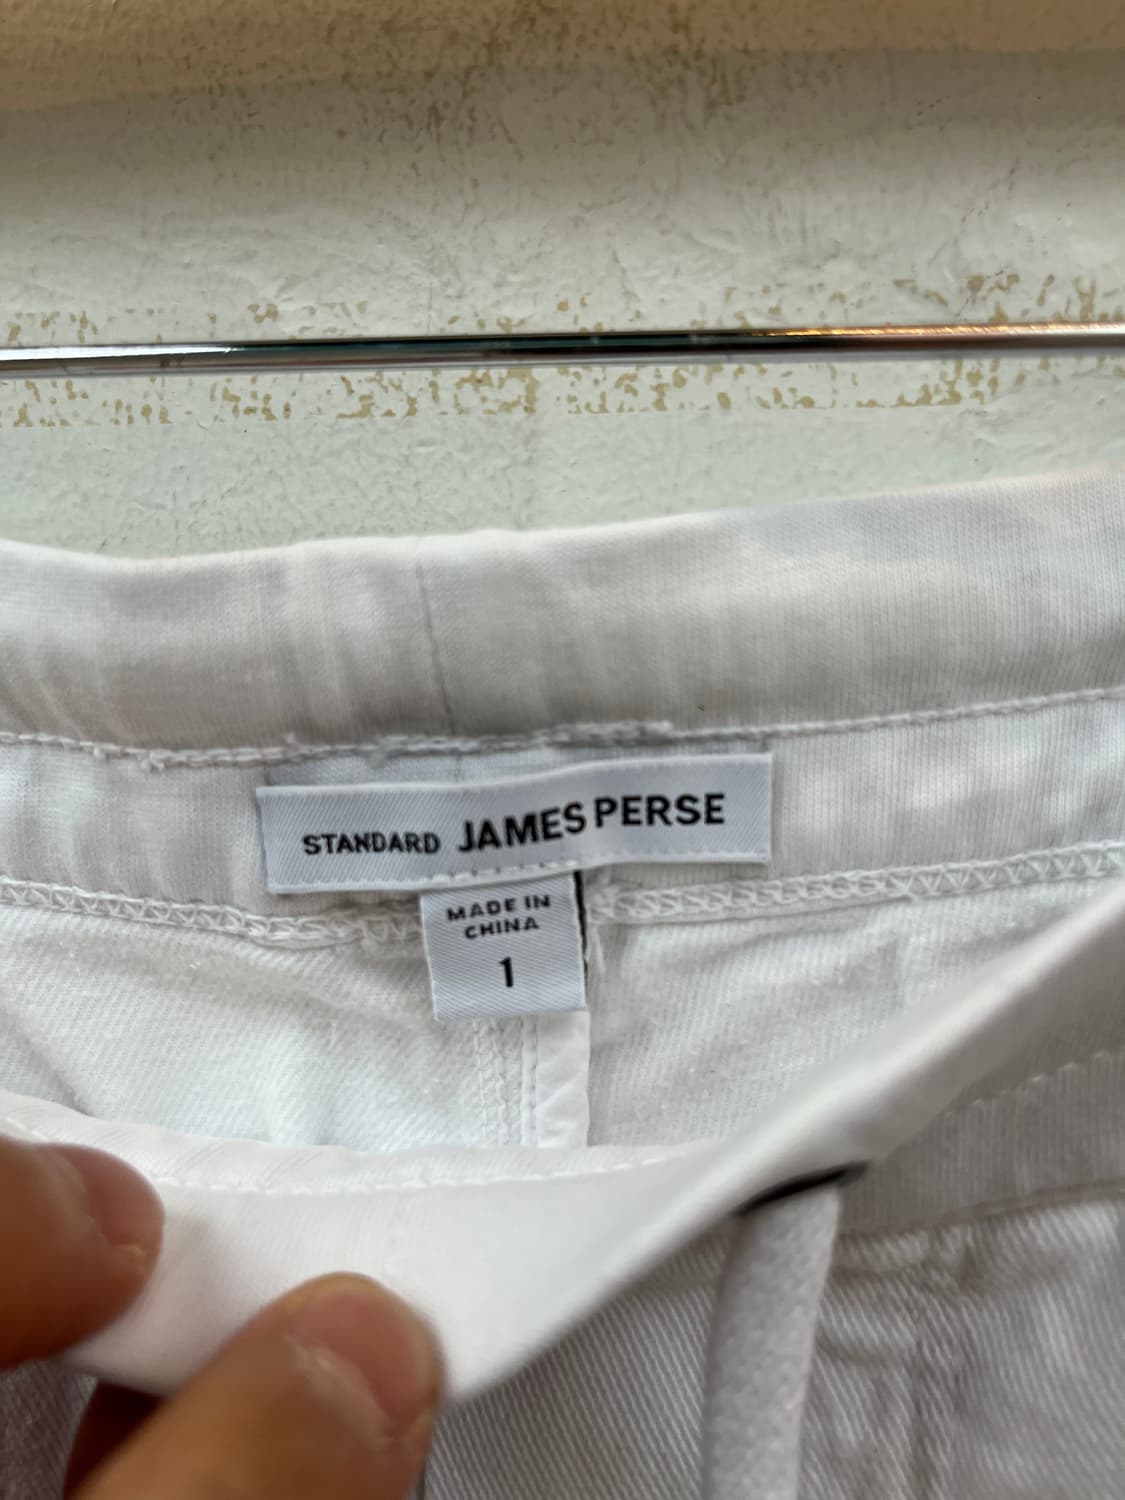 STANDARD JAMES PERSE
MADE IN
CHINA
1